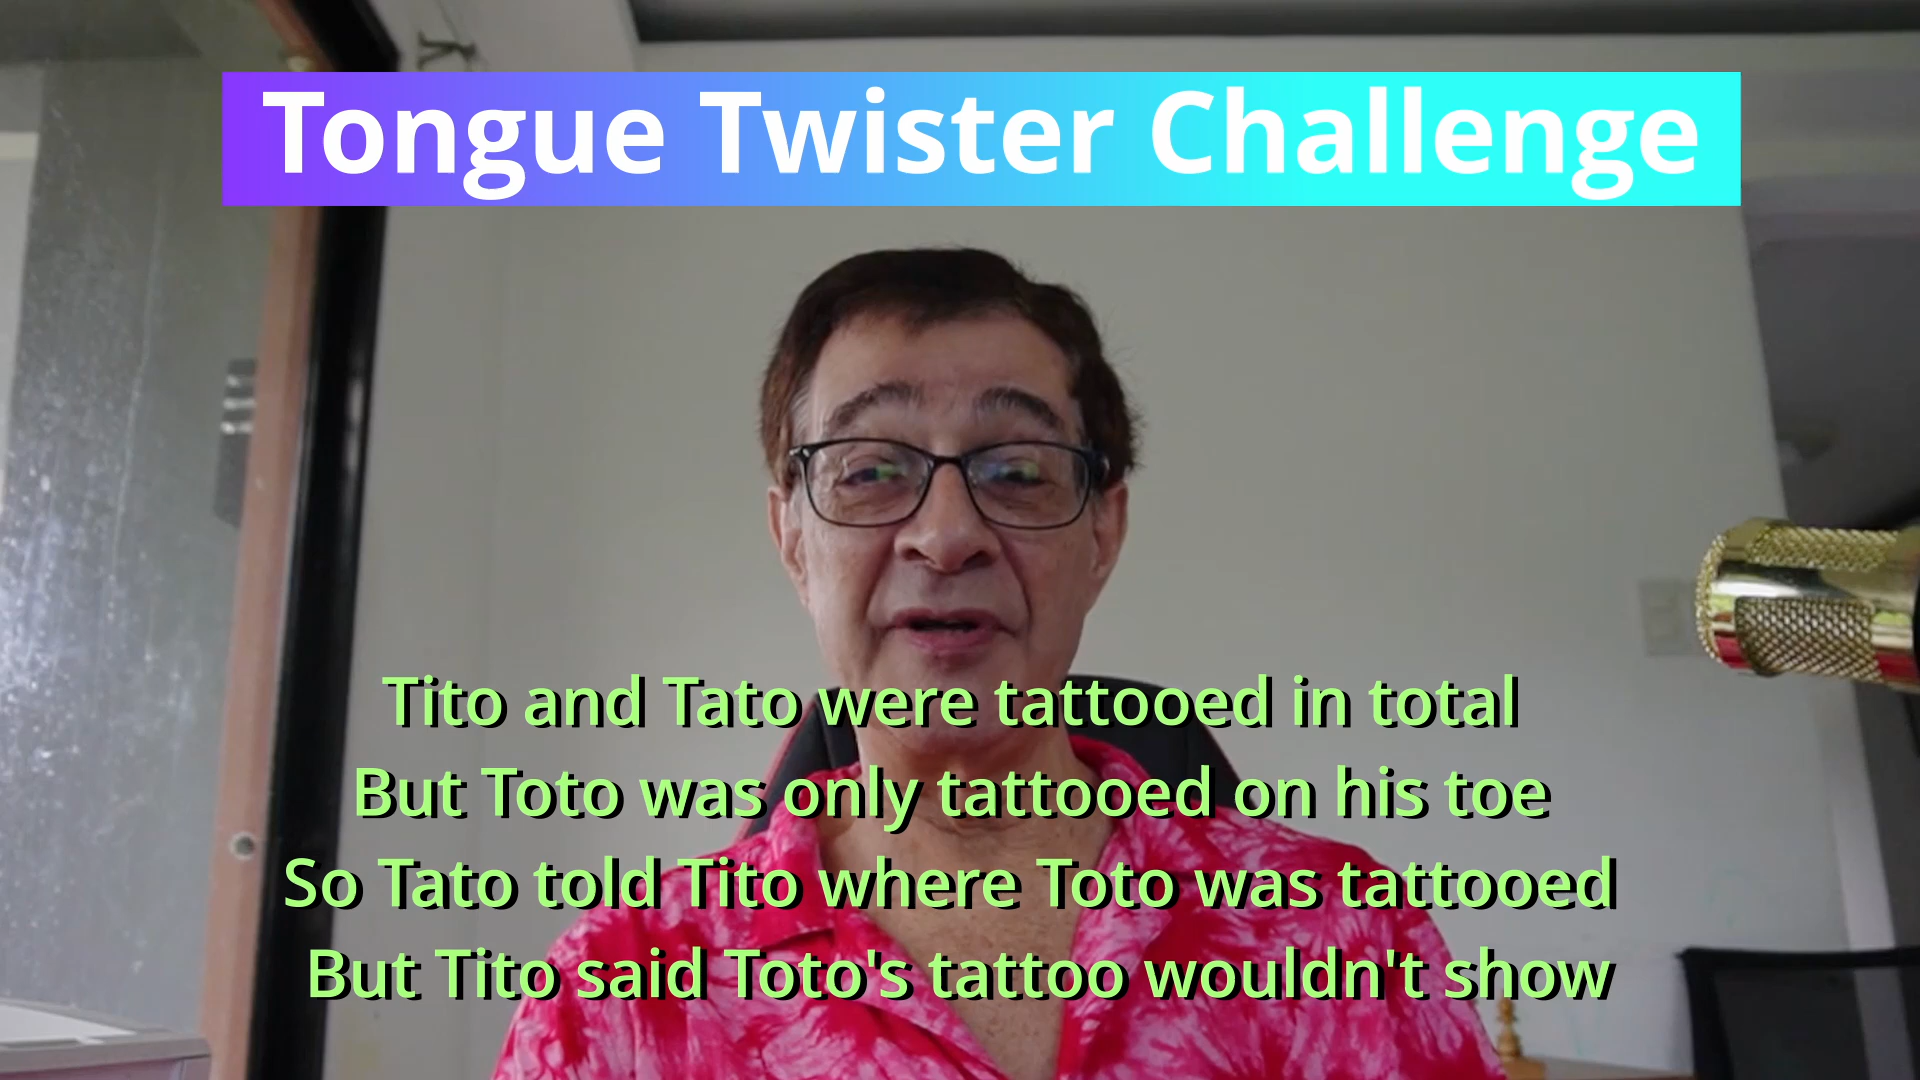 Tongue Twister Challenge
Tito and Tato were tattooed in total
But Toto was only tattooed on his toe
So Tato told Tito where Toto was tattooed
But Tito said Toto's tattoo wouldn't show